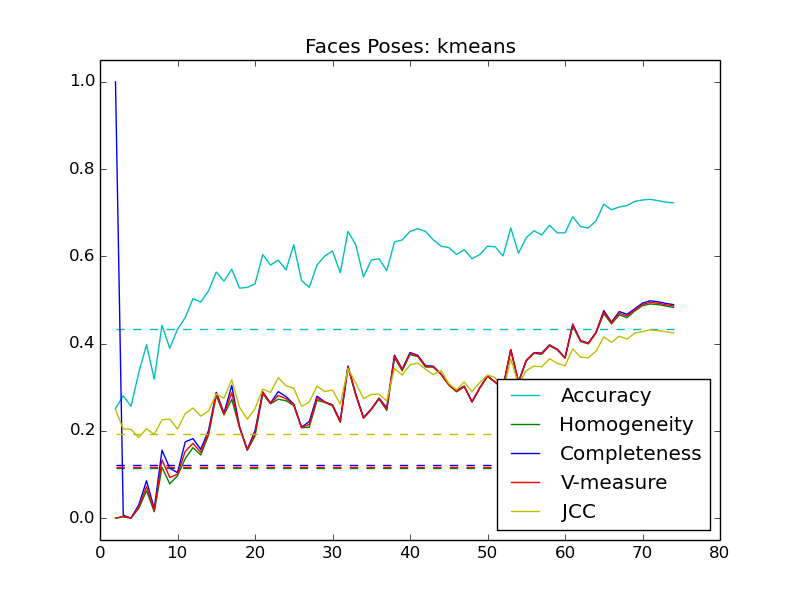 Faces Poses: kmeans
1.0
0.8
0.6
0.4
0.2
0.0
Accuracy
Homogeneity
Completeness
V-measure
JCC
0 10 20 30 40 50 60 70 80